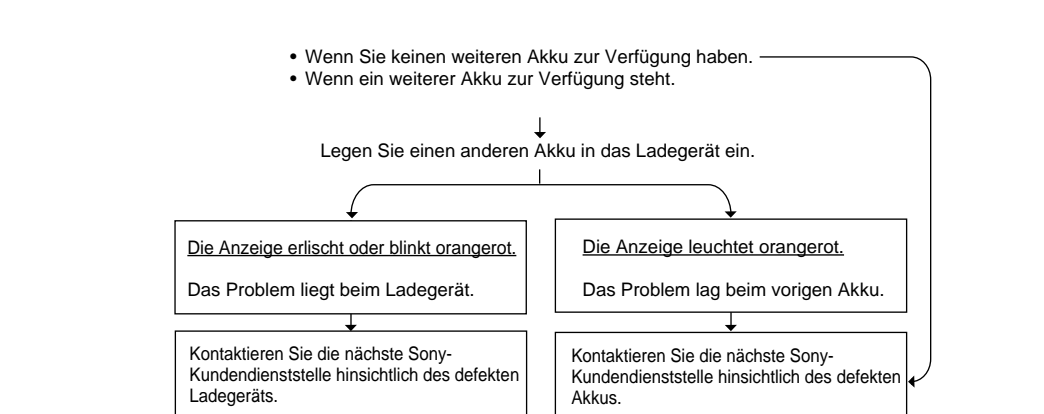 • Wenn Sie keinen weiteren Akku zur Verfügung haben.
• Wenn ein weiterer Akku zur Verfügung steht.
Legen Sie einen anderen Akku in das Ladegerät ein.
Die Anzeige erlischt oder blinkt orangerot.
Das Problem liegt beim Ladegerät.
Die Anzeige leuchtet orangerot.
Das Problem lag beim vorigen Akku.
Kontaktieren Sie die nächste Sony-
Kundendienststelle hinsichtlich des defekten
Ladegeräts.
Kontaktieren Sie die nächste Sony-
Kundendienststelle hinsichtlich des defekten
Akkus.